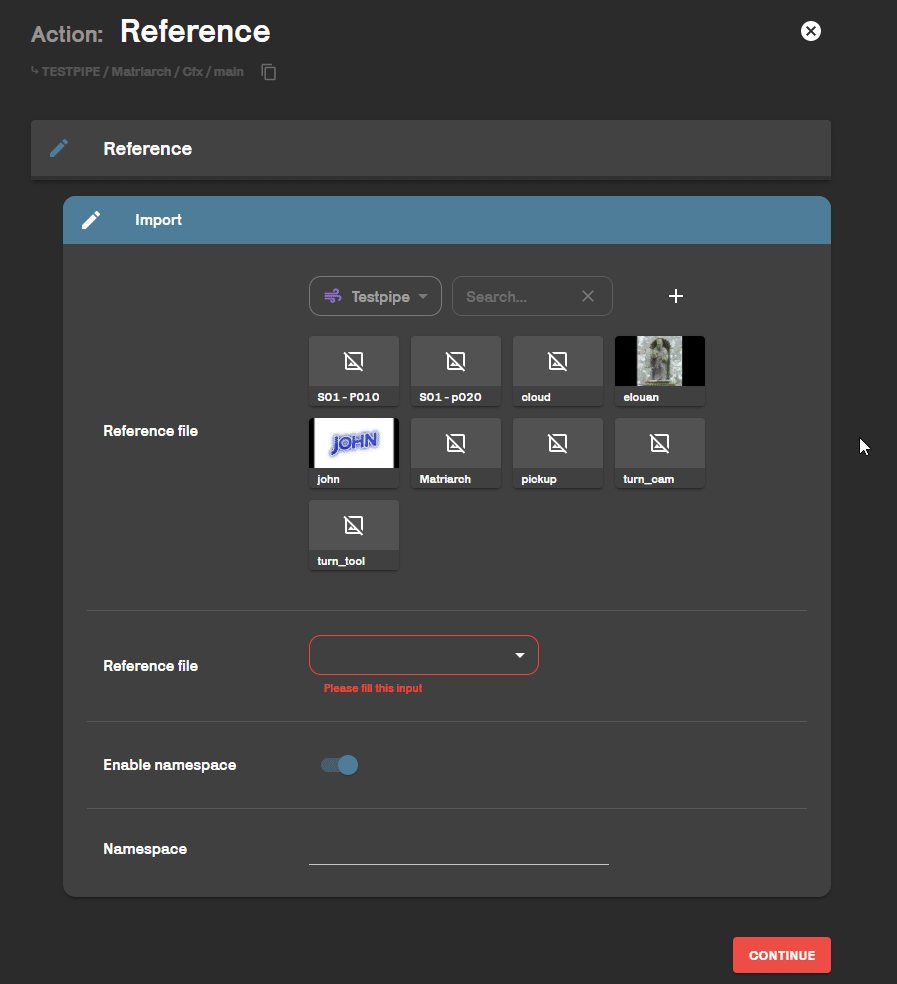 Action: Reference
TESTPIPE / Matriarch / Cfx / main
Reference
Import
Testpipe
Search...
S01 - P010
S01 - p020
cloud
elouan
Reference file
JOHN
john
Matriarch
pickup
turn_cam
turn_tool
Reference file
Please fill this input
Enable namespace
Namespace
CONTINUE